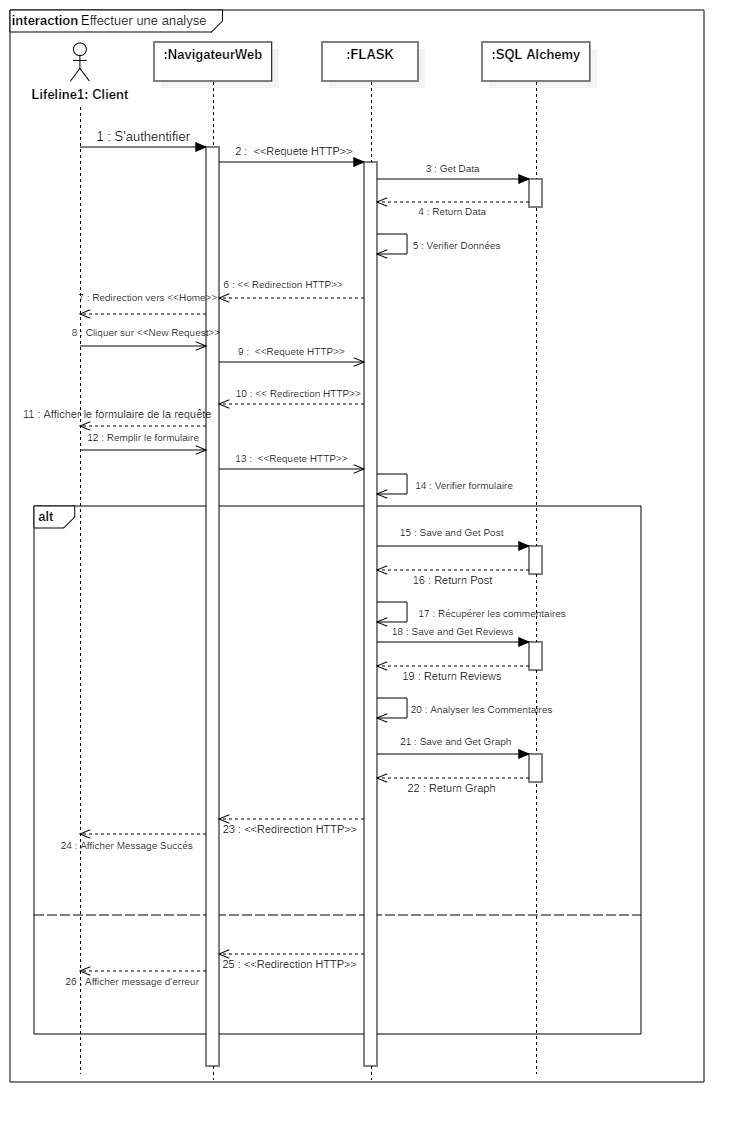 interaction Effectuer une analyse
:NavigateurWeb
:FLASK
:SQL Alchemy
Lifeline1: Client
1 : S'authentifier
2 : <<Requete HTTP>>
3 : Get Data
4 : Return Data
5 : Verifier Données
6 : << Redirection HTTP>>
7 : Redirection vers <<Home>>
8 : Cliquer sur <<New Request>>
9 : <<Requete HTTP>>
10 : << Redirection HTTP>>
11 : Afficher le formulaire de la requête
12 : Remplir le formulaire
13 : <<Requete HTTP>>
14 : Verifier formulaire
alt
15 : Save and Get Post
16 : Return Post
17 : Récupérer les commentaires
18 : Save and Get Reviews
19 : Return Reviews
20 : Analyser les Commentaires
21 : Save and Get Graph
22 : Return Graph
23 : <<Redirection HTTP>>
24 : Afficher Message Succés
25 : <<Redirection HTTP>>
26 : Afficher message d'erreur